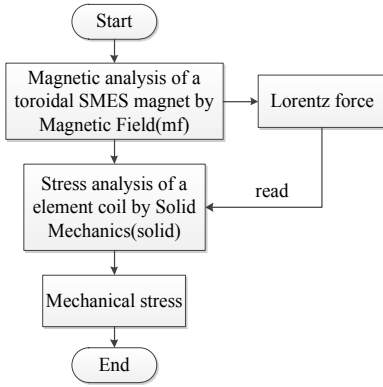 Start
Magnetic analysis of a
toroidal SMES magnet by
Magnetic Field(mf)
Lorentz force
Stress analysis of a
element coil by Solid
Mechanics(solid)
read
Mechanical stress
End